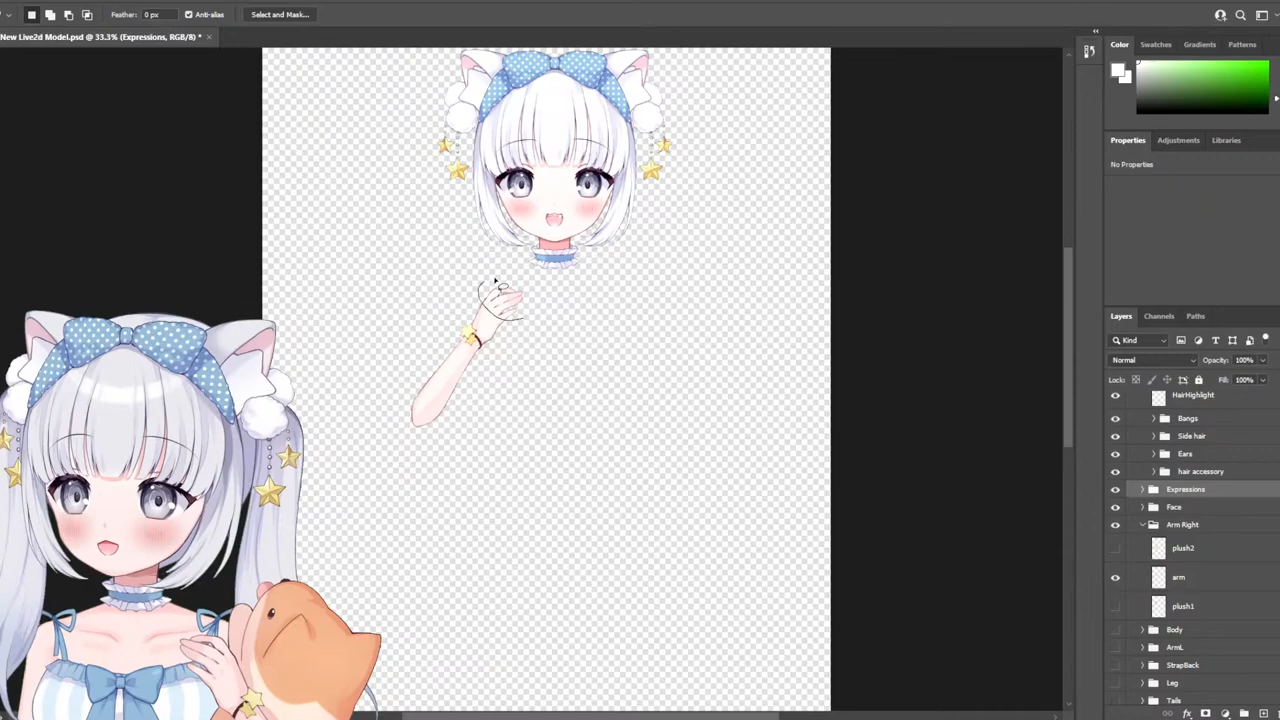 Feather: 0 px Anti-alias Select and Mask...
New Live2d Model.psd @ 33.3% (Expressions, RGB/8) *
Color Swatches Gradients Patterns
Properties Adjustments Libraries
No Properties
Layers Channels Paths
Kind
Normal Opacity: 100%
Lock: Fill: 100%
HairHighlight
Bangs
Side hair
Ears
hair accessory
Expressions
Face
Arm Right
plush2
arm
plush1
Body
ArmL
StrapBack
Leg
Tails
fx